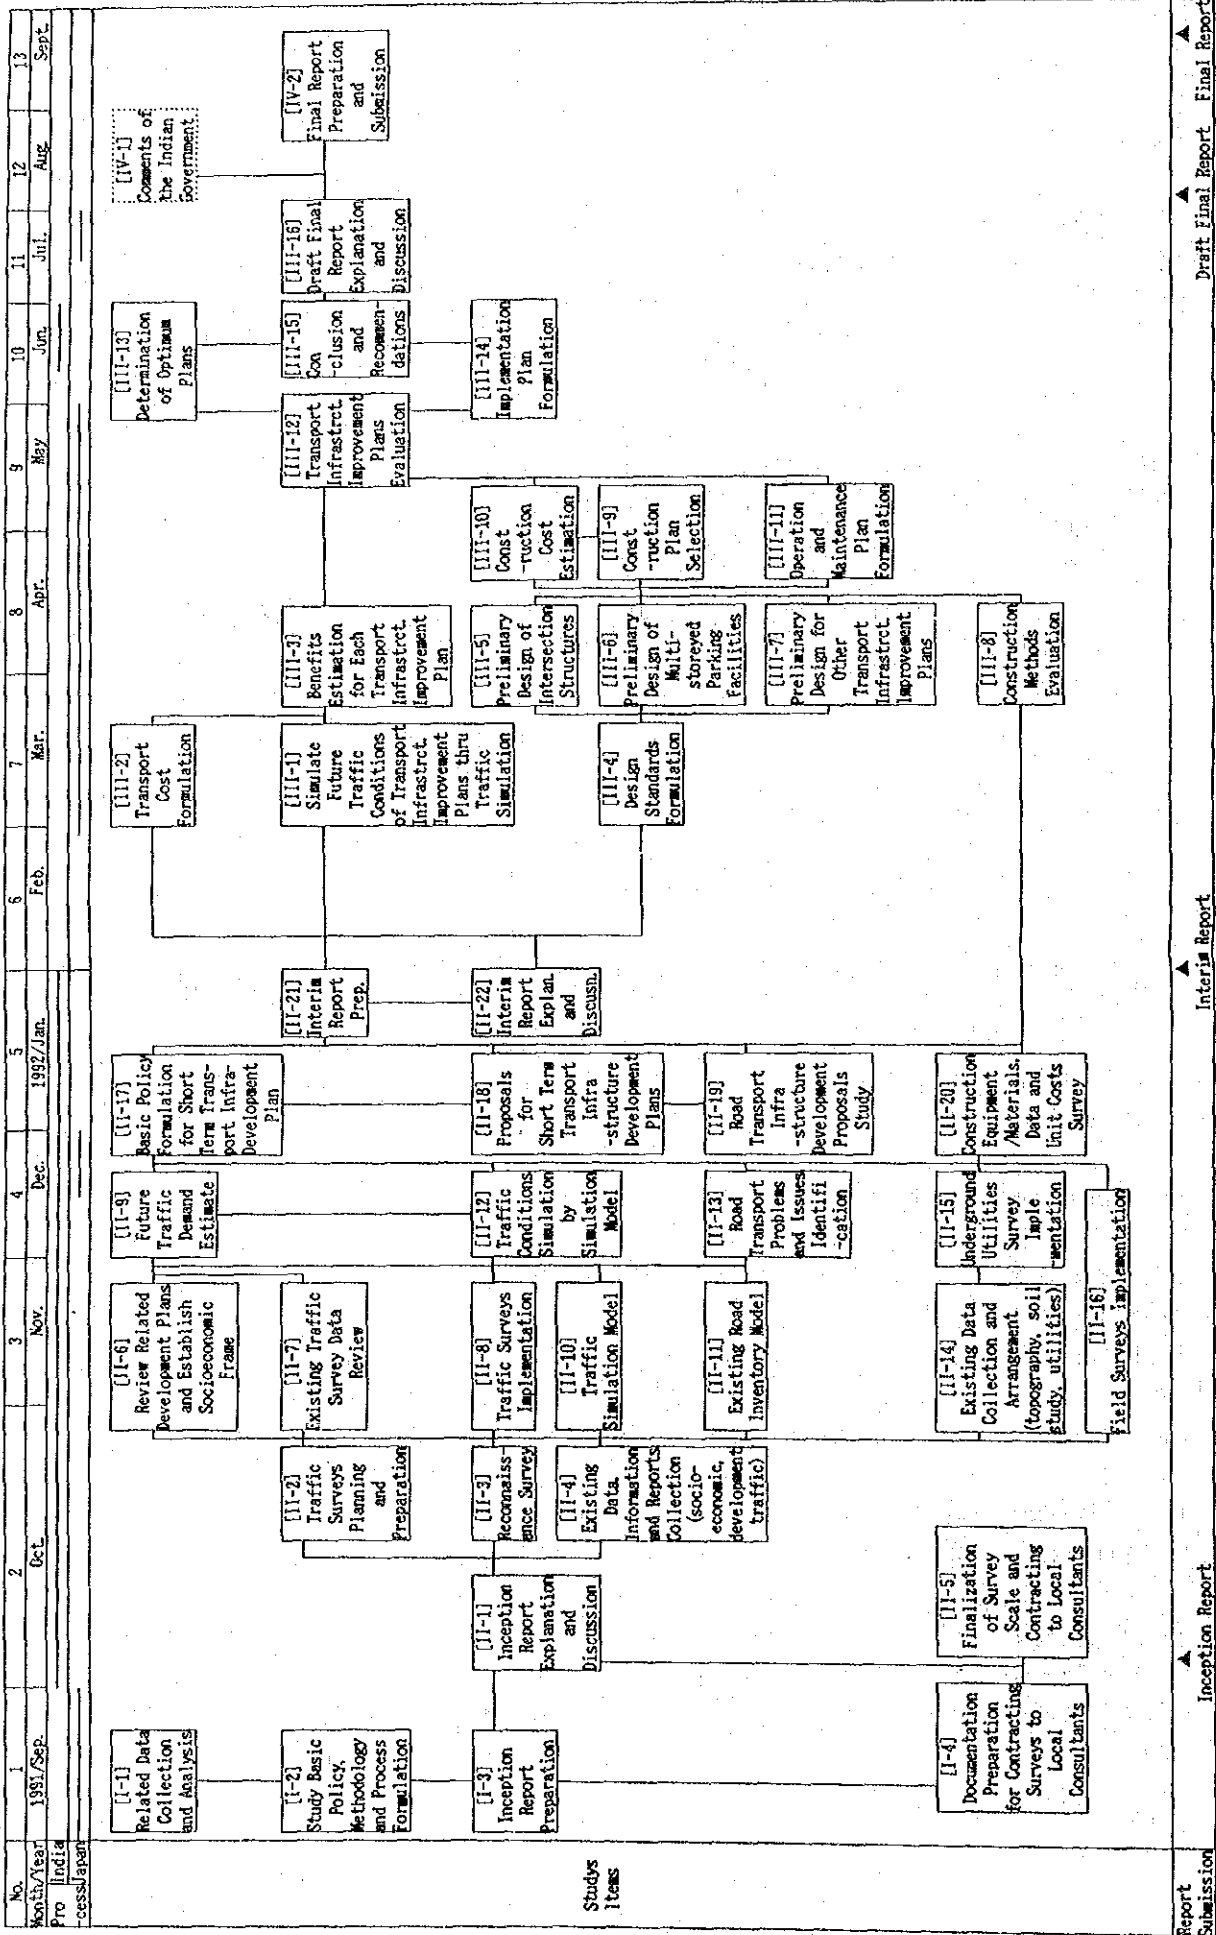 No. 1 2 3 4 5 6 7 8 9 10 11 12 13
Month/Year 1991/Sep. Oct. Nov. Dec. 1992/Jan. Feb. Mar. Apr. May Jun. Jul. Aug. Sept.
Pro India
-cess Japan
Studys
Items
[I-1]
Related Data
Collection
and Analysis
[I-2]
Study Basic
Policy,
Methodology
and Process
Formulation
[I-3]
Inception
Report
Preparation
[I-4]
Documentation
Preparation
for Contracting
Surveys to
Local
Consultants
[II-1]
Inception
Report
Explanation
and
Discussion
[II-5]
Finalization
of Survey
Scale and
Contracting
to Local
Consultants
[II-2]
Traffic
Surveys
Planning
and
Preparation
[II-3]
Reconnaiss-
ance Survey
[II-4]
Existing
Data,
Information
and Reports
Collection
(socio-
economic,
development
traffic)
[II-6]
Review Related
Development Plans
and Establish
Socioeconomic
Frame
[II-7]
Existing Traffic
Survey Data
Review
[II-8]
Traffic Surveys
Implementation
[II-10]
Traffic
Simulation Model
[II-11]
Existing Road
Inventory Model
[II-14]
Existing Data
Collection and
Arrangement
(topography, soil
study, utilities)
[II-16]
Field Surveys implementation
[II-9]
Future
Traffic
Demand
Estimate
[II-12]
Traffic
Conditions
Simulation
by
Simulation
Model
[II-13]
Road
Transport
Problems
and Issues
Identifi
-cation
[II-15]
Underground
Utilities
Survey
Imple
-mentation
[II-17]
Basic Policy
Formulation
for Short
Term Trans-
port Infra-
Development
Plan
[II-18]
Proposals
for
Short Term
Transport
Infra
-structure
Development
Plans
[II-19]
Road
Transport
Infra
-structure
Development
Proposals
Study
[II-20]
Construction
Equipment
/Materials,
Data and
Unit Costs
Survey
[II-21]
Interim
Report
Prep.
[II-22]
Interim
Report
Explan.
and
Discusn.
[III-2]
Transport
Cost
Formulation
[III-1]
Simulate
Future
Traffic
Conditions
of Transport
Infrastrct.
Improvement
Plans thru
Traffic
Simulation
[III-4]
Design
Standards
Formulation
[III-3]
Benefits
Estimation
for Each
Transport
Infrastrct.
Improvement
Plan
[III-5]
Preliminary
Design of
Intersection
Structures
[III-6]
Preliminary
Design of
Multi-
storeyed
Parking
Facilities
[III-7]
Preliminary
Design for
Other
Transport
Infrastrct.
Improvement
Plans
[III-8]
Construction
Methods
Evaluation
[III-10]
Const
-ruction
Cost
Estimation
[III-9]
Const
-ruction
Plan
Selection
[III-11]
Operation
and
Maintenance
Plan
Formulation
[III-12]
Transport
Infrastrct.
Improvement
Plans
Evaluation
[III-13]
Determination
of Optimum
Plans
[III-15]
Con
-clusion
and
Recommen-
dations
[III-14]
Implementation
Plan
Formulation
[III-16]
Draft Final
Report
Explanation
and
Discussion
[IV-1]
Comments of
the Indian
Government
[IV-2]
Final Report
Preparation
and
Submission
Report
Submission
Inception Report
Interim Report
Draft Final Report
Final Report